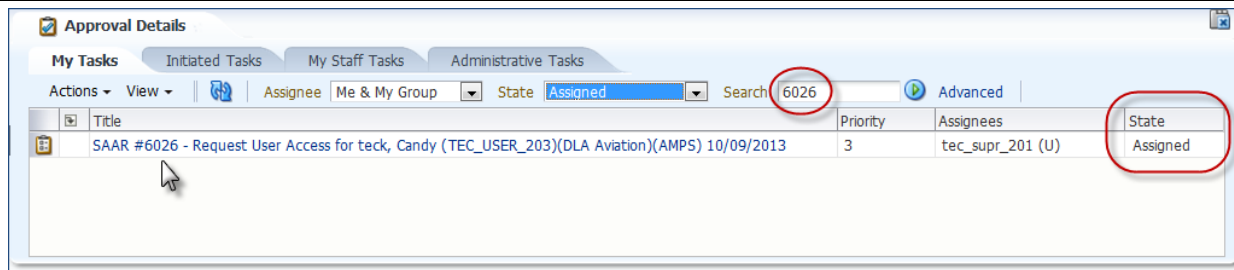 Approval Details
My Tasks Initiated Tasks My Staff Tasks Administrative Tasks
Actions View Assignee Me & My Group State Assigned Search 6026 Advanced
Title Priority Assignees State
SAAR #6026 - Request User Access for teck, Candy (TEC_USER_203)(DLA Aviation)(AMPS) 10/09/2013 3 tec_supr_201 (U) Assigned